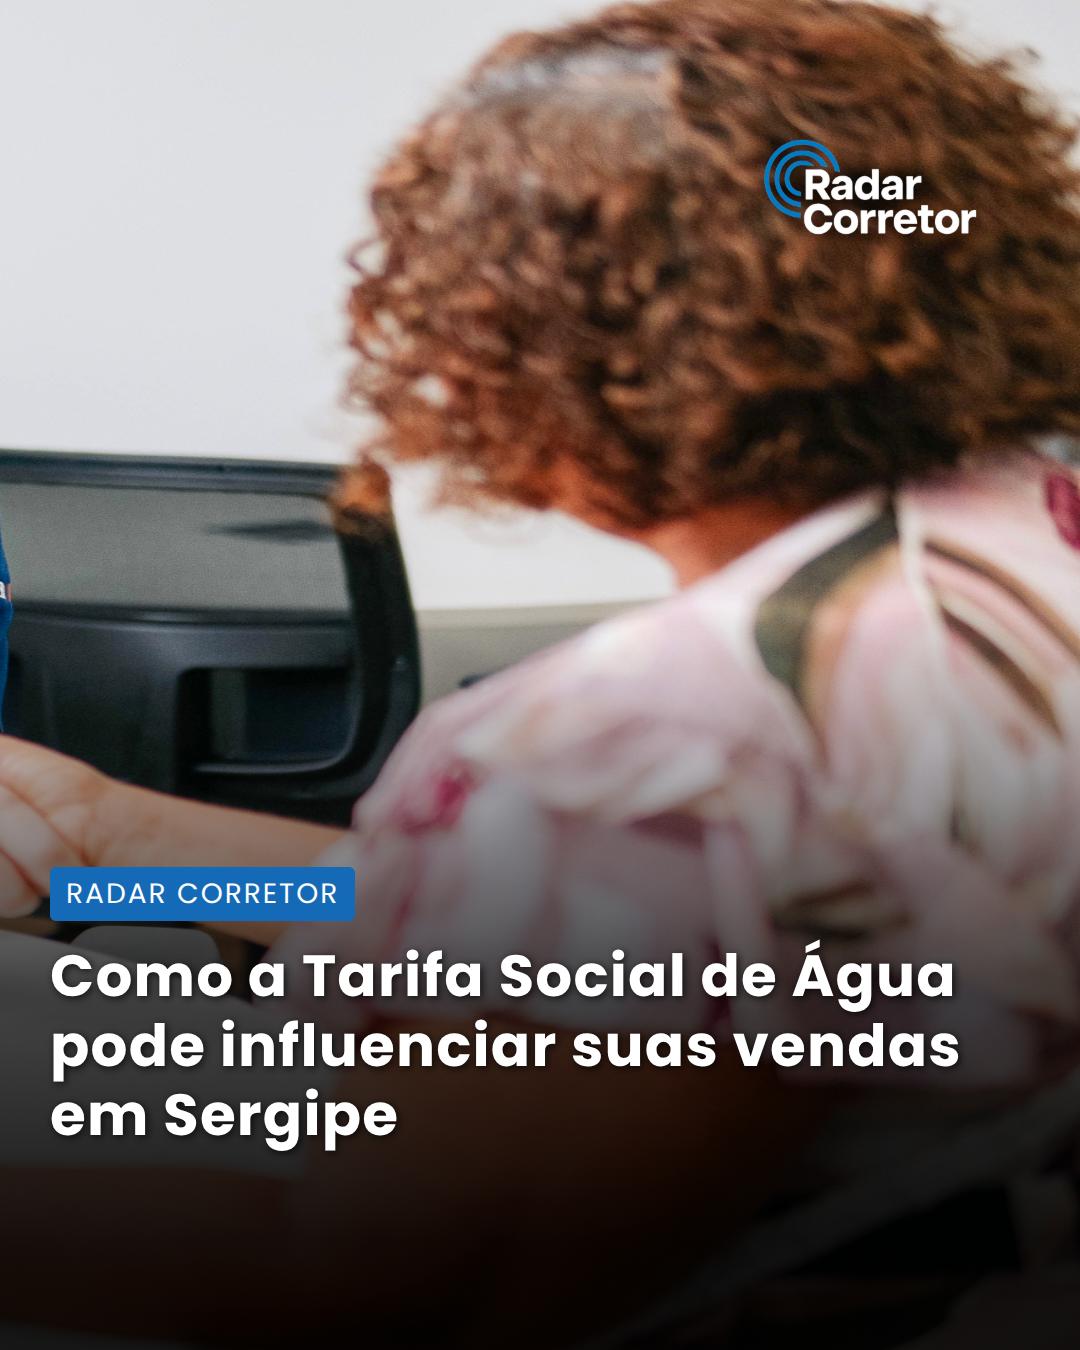 Radar
Corretor
RADAR CORRETOR
Como a Tarifa Social de Água
pode influenciar suas vendas
em Sergipe